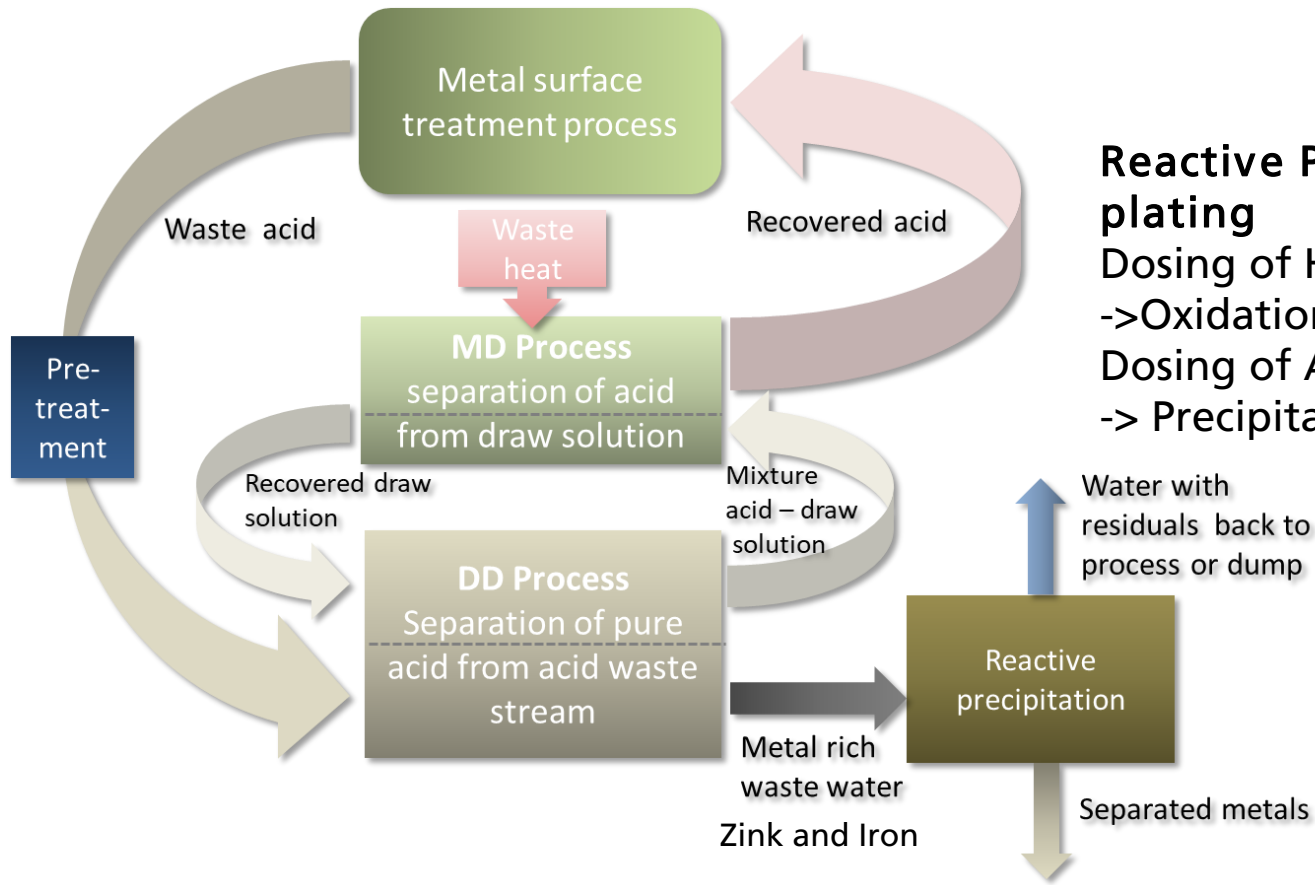 Metal surface
treatment process
Waste acid
Waste
heat
Recovered acid
Reactive P
plating
Dosing of H
->Oxidation
Dosing of A
-> Precipita
Pre-
treat-
ment
MD Process
separation of acid
from draw solution
Recovered draw
solution
Mixture
acid – draw
solution
Water with
residuals back to
process or dump
DD Process
Separation of pure
acid from acid waste
stream
Reactive
precipitation
Metal rich
waste water
Zink and Iron
Separated metals